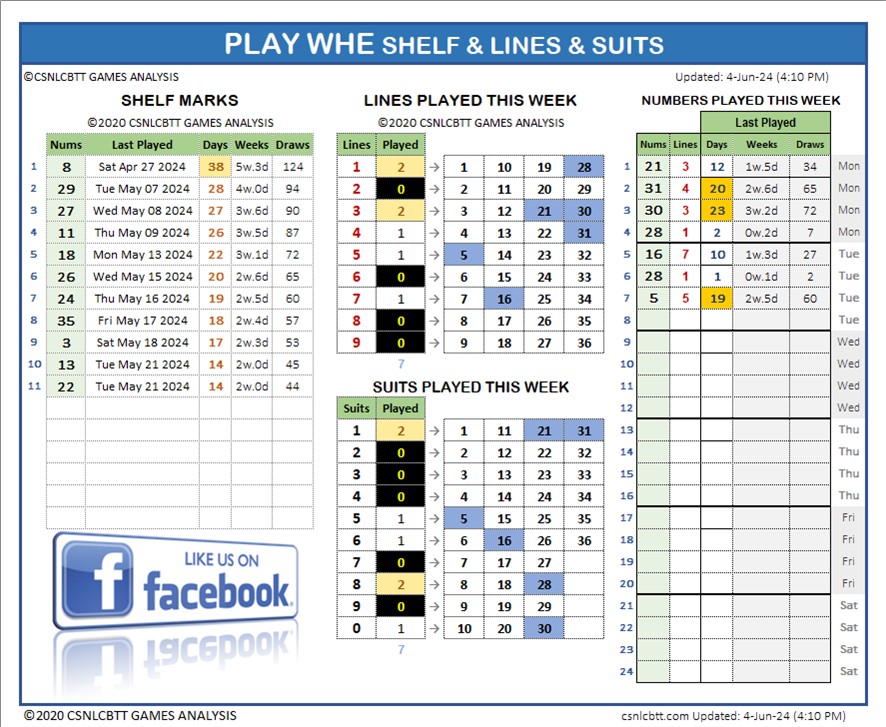 PLAY WHE SHELF & LINES & SUITS
©CSNLCBTT GAMES ANALYSIS
Updated: 4-Jun-24 (4:10 PM)
SHELF MARKS
©2020 CSNLCBTT GAMES ANALYSIS
Nums Last Played Days Weeks Draws
1 8 Sat Apr 27 2024 38 5w.3d 124
2 29 Tue May 07 2024 28 4w.0d 94
3 27 Wed May 08 2024 27 3w.6d 90
4 11 Thu May 09 2024 26 3w.5d 87
5 18 Mon May 13 2024 22 3w.1d 72
6 26 Wed May 15 2024 20 2w.6d 65
7 24 Thu May 16 2024 19 2w.5d 60
8 35 Fri May 17 2024 18 2w.4d 57
9 3 Sat May 18 2024 17 2w.3d 53
10 13 Tue May 21 2024 14 2w.0d 45
11 22 Tue May 21 2024 14 2w.0d 44
LIKE US ON
facebook.
LINES PLAYED THIS WEEK
©2020 CSNLCBTT GAMES ANALYSIS
Lines Played
1 2 → 1 10 19 28
2 0 → 2 11 20 29
3 2 → 3 12 21 30
4 1 → 4 13 22 31
5 1 → 5 14 23 32
6 0 → 6 15 24 33
7 1 → 7 16 25 34
8 0 → 8 17 26 35
9 0 → 9 18 27 36
7
SUITS PLAYED THIS WEEK
Suits Played
1 2 → 1 11 21 31
2 0 → 2 12 22 32
3 0 → 3 13 23 33
4 0 → 4 14 24 34
5 1 → 5 15 25 35
6 1 → 6 16 26 36
7 0 → 7 17 27
8 2 → 8 18 28
9 0 → 9 19 29
0 1 → 10 20 30
7
NUMBERS PLAYED THIS WEEK
Last Played
Nums Lines Days Weeks Draws
1 21 3 12 1w.5d 34 Mon
2 31 4 20 2w.6d 65 Mon
3 30 3 23 3w.2d 72 Mon
4 28 1 2 0w.2d 7 Mon
5 16 7 10 1w.3d 27 Tue
6 28 1 1 0w.1d 2 Tue
7 5 5 19 2w.5d 60 Tue
8 Tue
9 Wed
10 Wed
11 Wed
12 Wed
13 Thu
14 Thu
15 Thu
16 Thu
17 Fri
18 Fri
19 Fri
20 Fri
21 Sat
22 Sat
23 Sat
24 Sat
©2020 CSNLCBTT GAMES ANALYSIS
csnlcbtt.com Updated: 4-Jun-24 (4:10 PM)